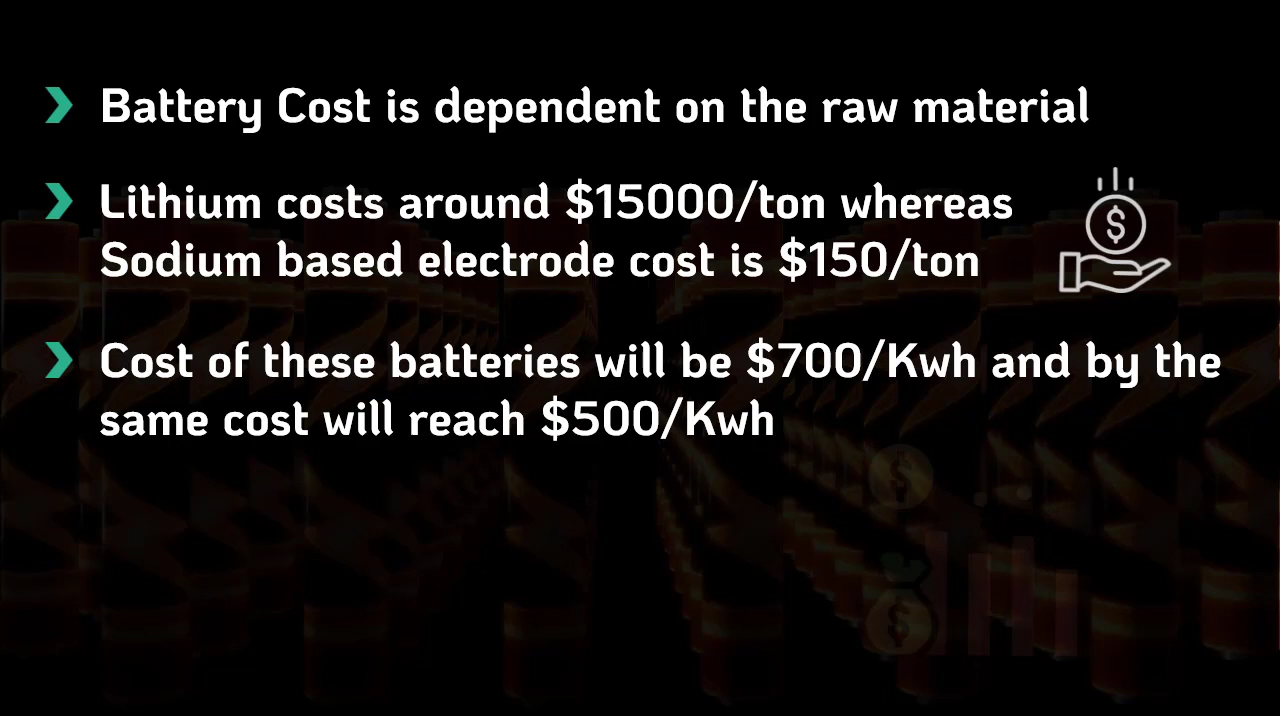 Battery Cost is dependent on the raw material
Lithium costs around $15000/ton whereas
Sodium based electrode cost is $150/ton
Cost of these batteries will be $700/Kwh and by the
same cost will reach $500/Kwh